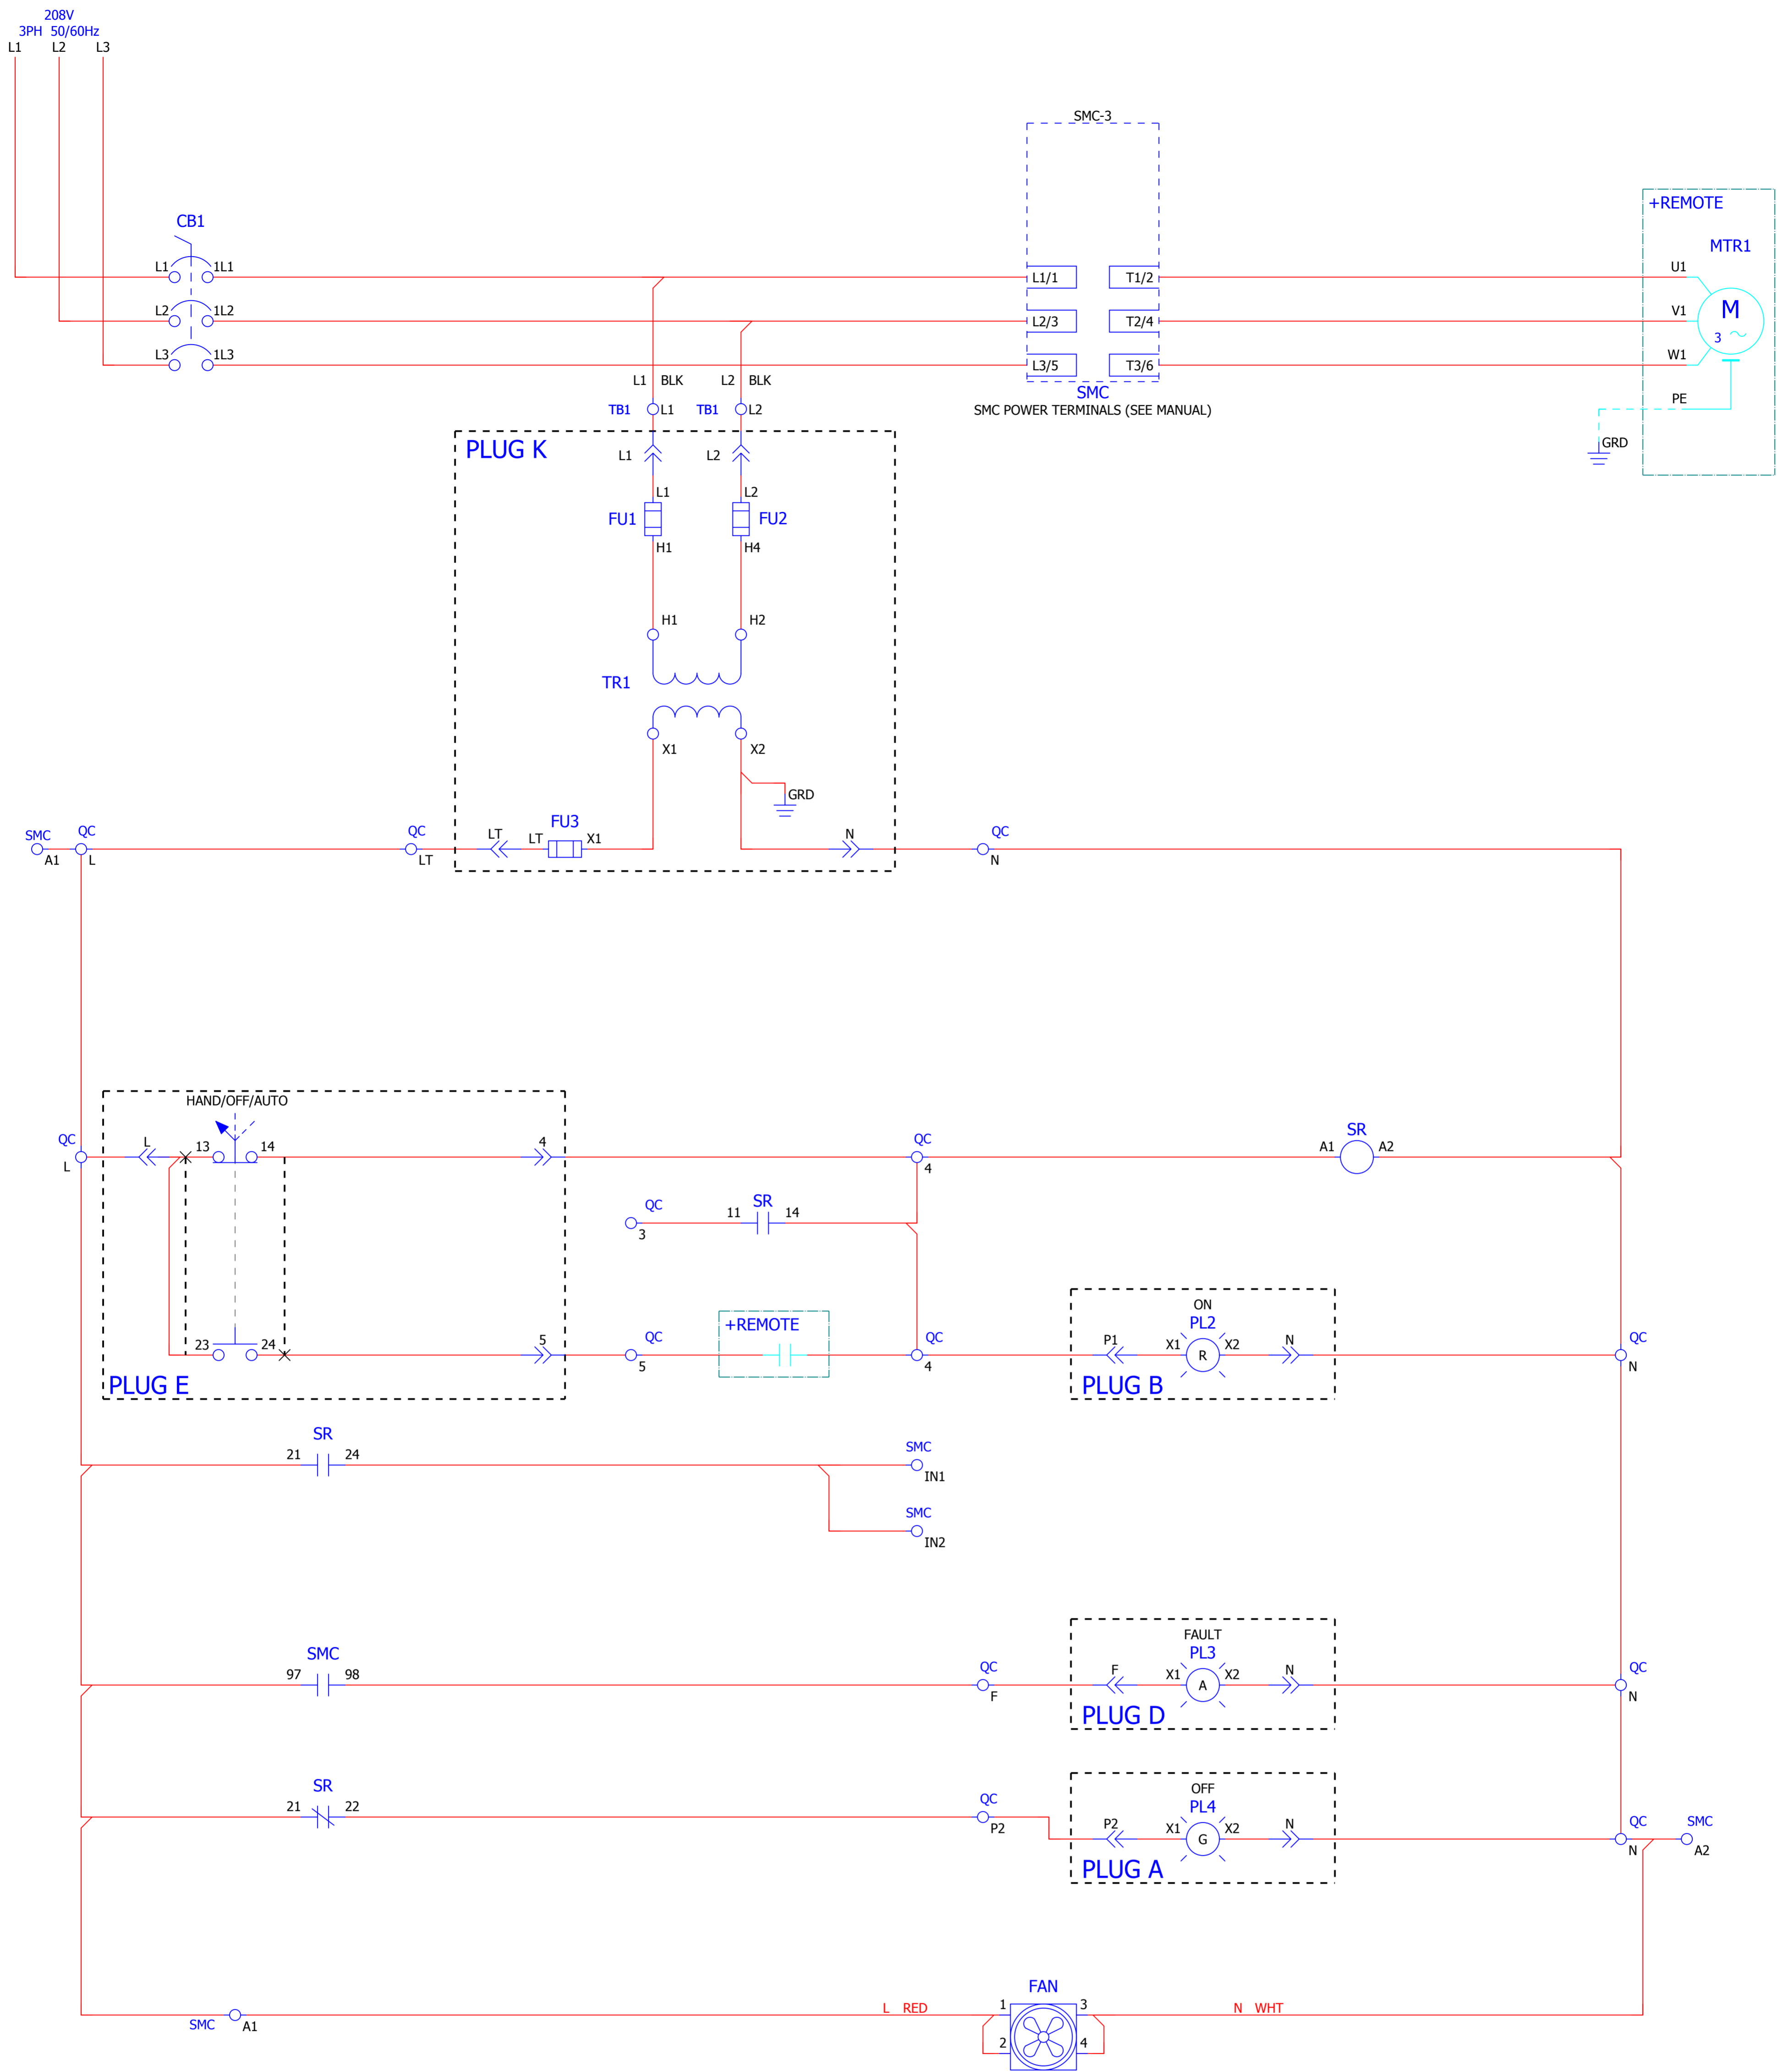 208V
3PH 50/60Hz
L1 L2 L3
SMC-3
+REMOTE
CB1
MTR1
L1 1L1 L1/1 T1/2 U1
L2 1L2 L2/3 T2/4 V1
M
3
L3 1L3 L3/5 T3/6 W1
L1 BLK L2 BLK
SMC
PE
TB1 L1 TB1 L2
SMC POWER TERMINALS (SEE MANUAL)
GRD
PLUG K
L1 L2
L1 L2
FU1 FU2
H1 H4
H1 H2
TR1
X1 X2
GRD
FU3
SMC QC QC LT LT X1 N QC
A1 L LT N
HAND/OFF/AUTO
QC L 13 14 4 QC SR
A1 A2
L 4
QC SR
11 14
3
ON
+REMOTE PL2
23 24 5 QC QC P1 X1 X2 N QC
R
5 4 N
PLUG E PLUG B
SR SMC
21 24
IN1
SMC
IN2
FAULT
SMC PL3
97 98 QC F X1 X2 N QC
A
F N
PLUG D
SR OFF
21 22 QC PL4
P2 P2 X1 X2 N QC SMC
G
N A2
PLUG A
FAN
L RED 1 3 N WHT
SMC A1
2 4